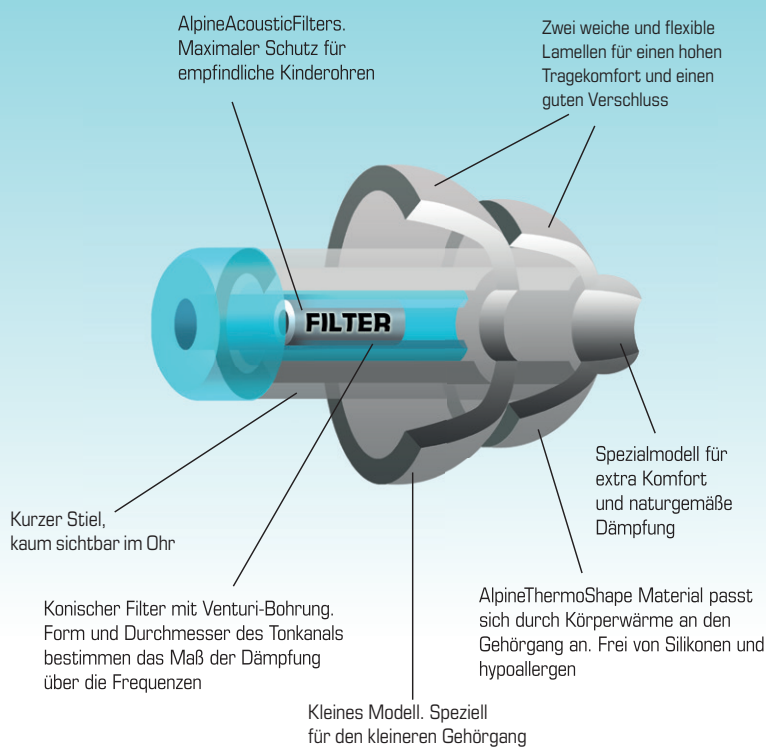 AlpineAcousticFilters.
Maximaler Schutz für
empfindliche Kinderohren
Zwei weiche und flexible
Lamellen für einen hohen
Tragekomfort und einen
guten Verschluss
FILTER
Spezialmodell für
extra Komfort
und naturgemäße
Dämpfung
Kurzer Stiel,
kaum sichtbar im Ohr
AlpineThermoShape Material passt
sich durch Körperwärme an den
Gehörgang an. Frei von Silikonen und
hypoallergen
Konischer Filter mit Venturi-Bohrung.
Form und Durchmesser des Tonkanals
bestimmen das Maß der Dämpfung
über die Frequenzen
Kleines Modell. Speziell
für den kleineren Gehörgang